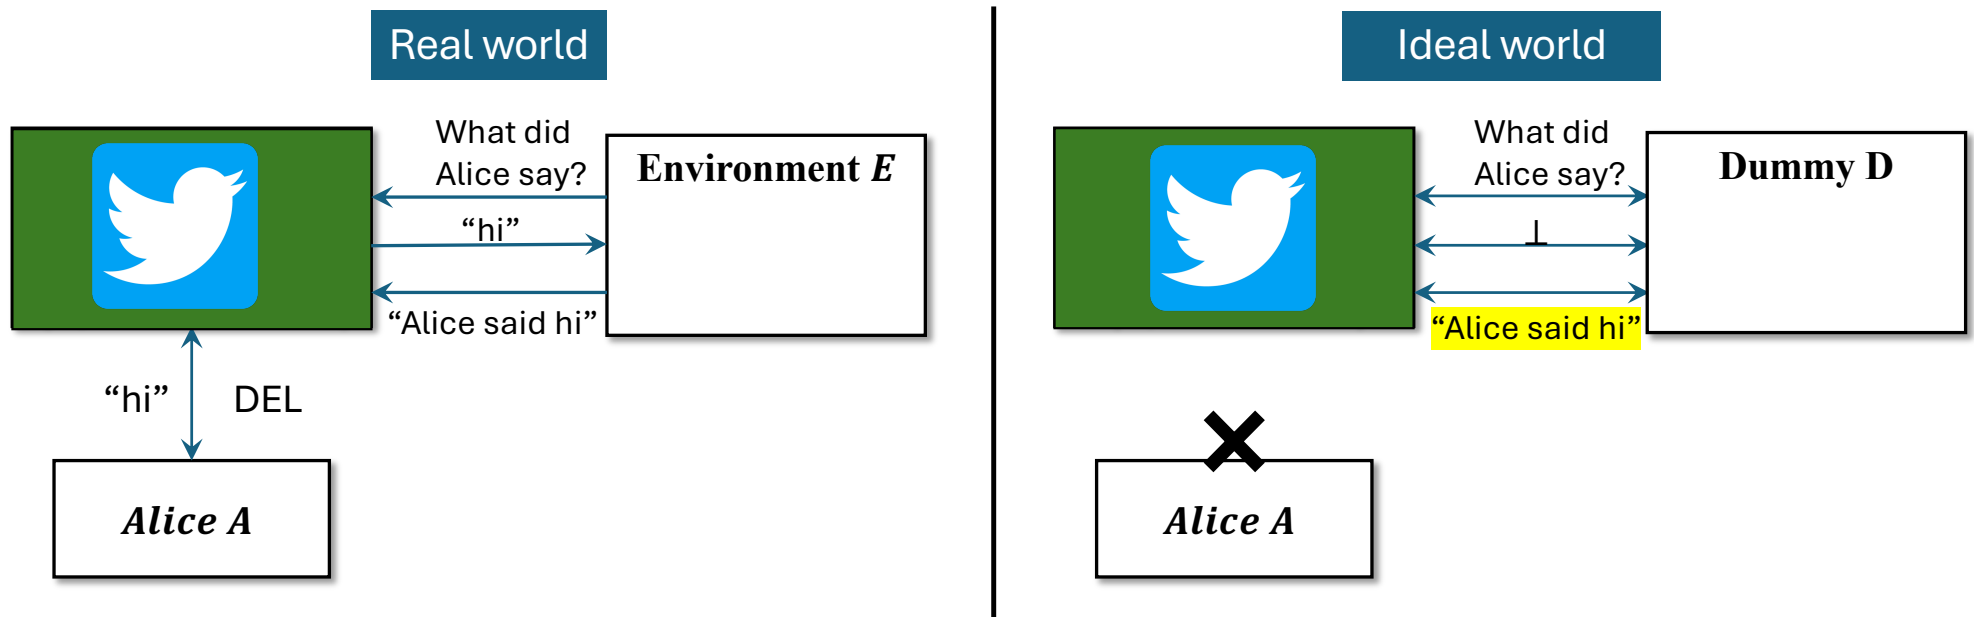 Real world
What did
Alice say?
Environment E
“hi”
“Alice said hi”
“hi”
DEL
Alice A
Ideal world
What did
Alice say?
Dummy D
⊥
“Alice said hi”
Alice A